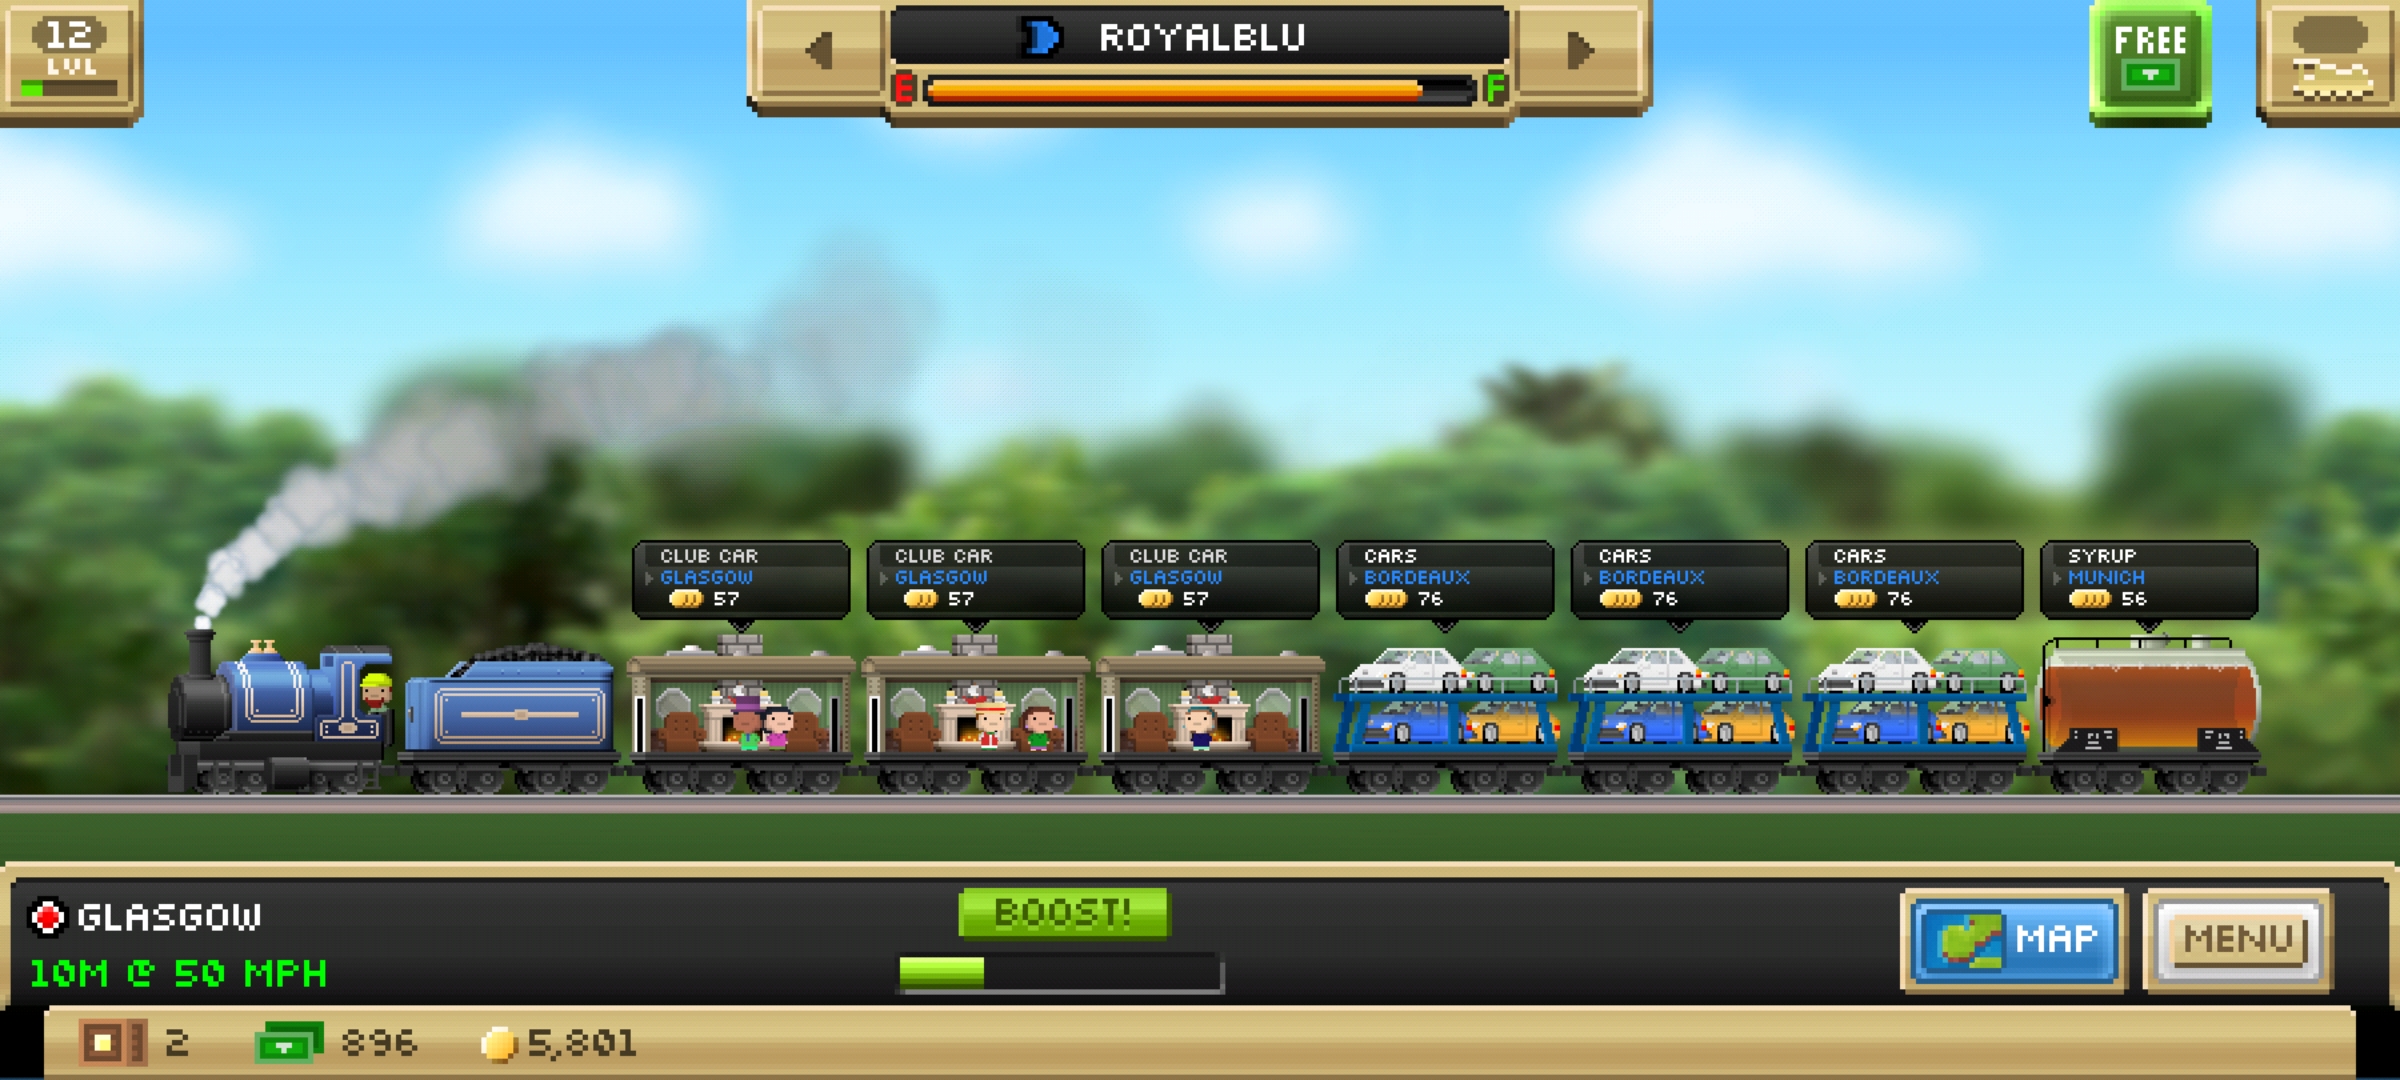 12
LVL
ROYALBLU
E F
FREE
CLUB CAR
GLASGOW
57
CLUB CAR
GLASGOW
57
CLUB CAR
GLASGOW
57
CARS
BORDEAUX
76
CARS
BORDEAUX
76
CARS
BORDEAUX
76
SYRUP
MUNICH
56
GLASGOW
10M @ 50 MPH
BOOST!
MAP
MENU
2
896
5,801